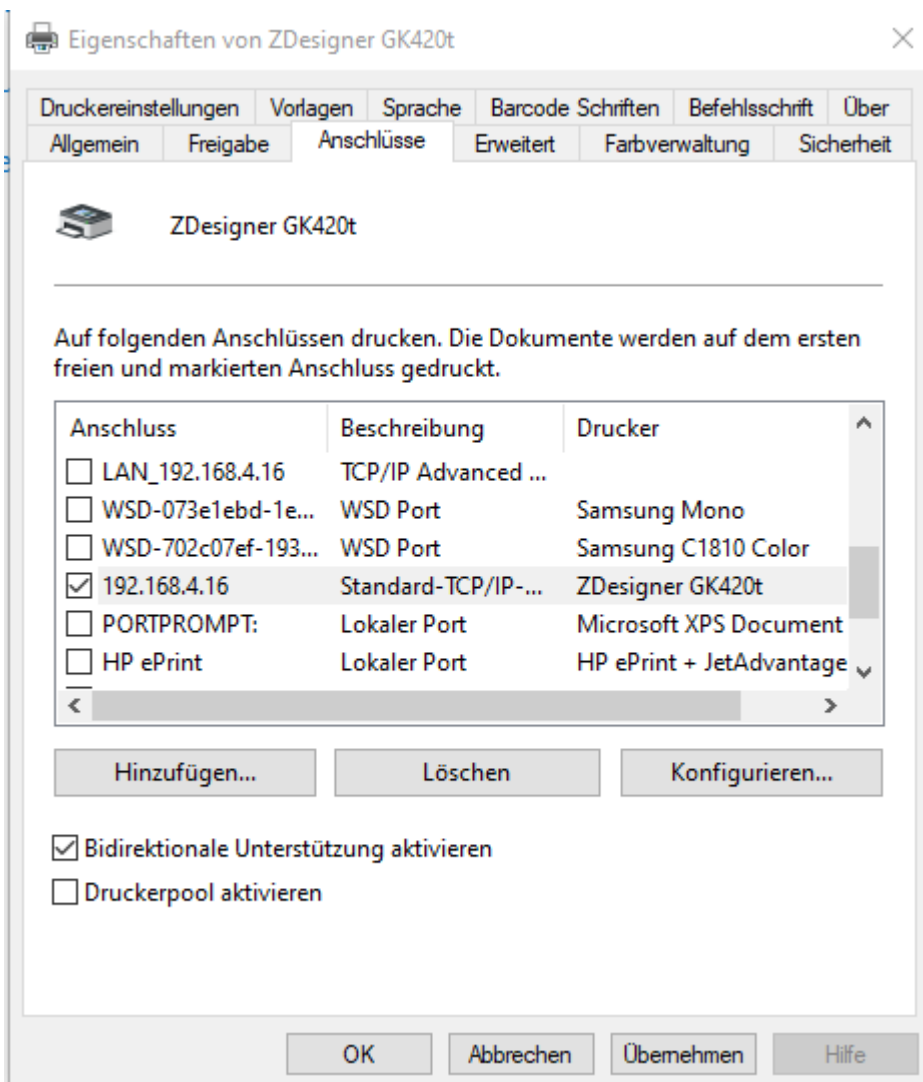 Eigenschaften von ZDesigner GK420t
Druckereinstellungen Vorlagen Sprache Barcode Schriften Befehlsschrift Über
Allgemein Freigabe Anschlüsse Erweitert Farbverwaltung Sicherheit
ZDesigner GK420t
Auf folgenden Anschlüssen drucken. Die Dokumente werden auf dem ersten
freien und markierten Anschluss gedruckt.
Anschluss Beschreibung Drucker
LAN_192.168.4.16 TCP/IP Advanced ...
WSD-073e1ebd-1e... WSD Port Samsung Mono
WSD-702c07ef-193... WSD Port Samsung C1810 Color
192.168.4.16 Standard-TCP/IP-... ZDesigner GK420t
PORTPROMPT: Lokaler Port Microsoft XPS Document
HP ePrint Lokaler Port HP ePrint + JetAdvantage
Hinzufügen... Löschen Konfigurieren...
Bidirektionale Unterstützung aktivieren
Druckerpool aktivieren
OK Abbrechen Übernehmen Hilfe